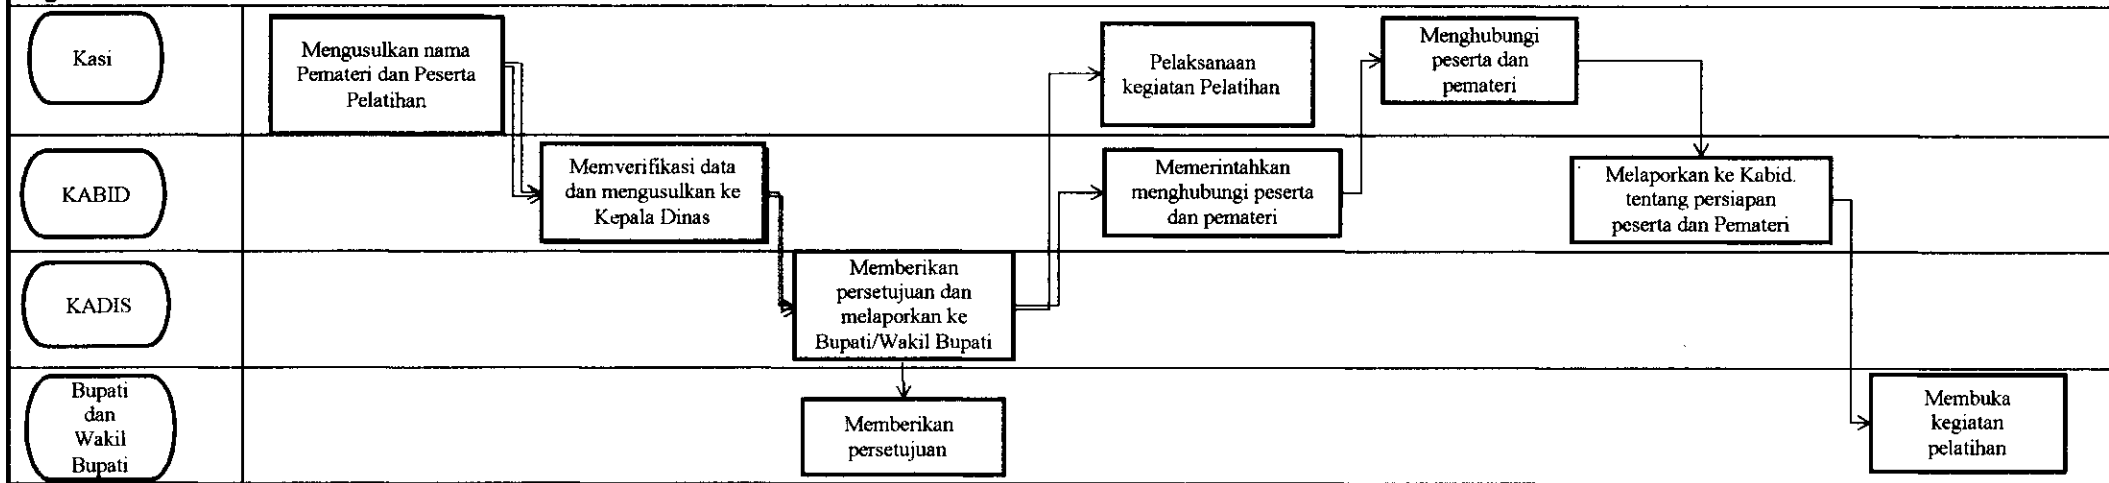 Kasi
Mengusulkan nama
Pemateri dan Peserta
Pelatihan
Pelaksanaan
kegiatan Pelatihan
Menghubungi
peserta dan
pemateri
KABID
Memverifikasi data
dan mengusulkan ke
Kepala Dinas
Memerintahkan
menghubungi peserta
dan pemateri
Melaporkan ke Kabid.
tentang persiapan
peserta dan Pemateri
KADIS
Memberikan
persetujuan dan
melaporkan ke
Bupati/Wakil Bupati
Bupati
dan
Wakil
Bupati
Memberikan
persetujuan
Membuka
kegiatan
pelatihan